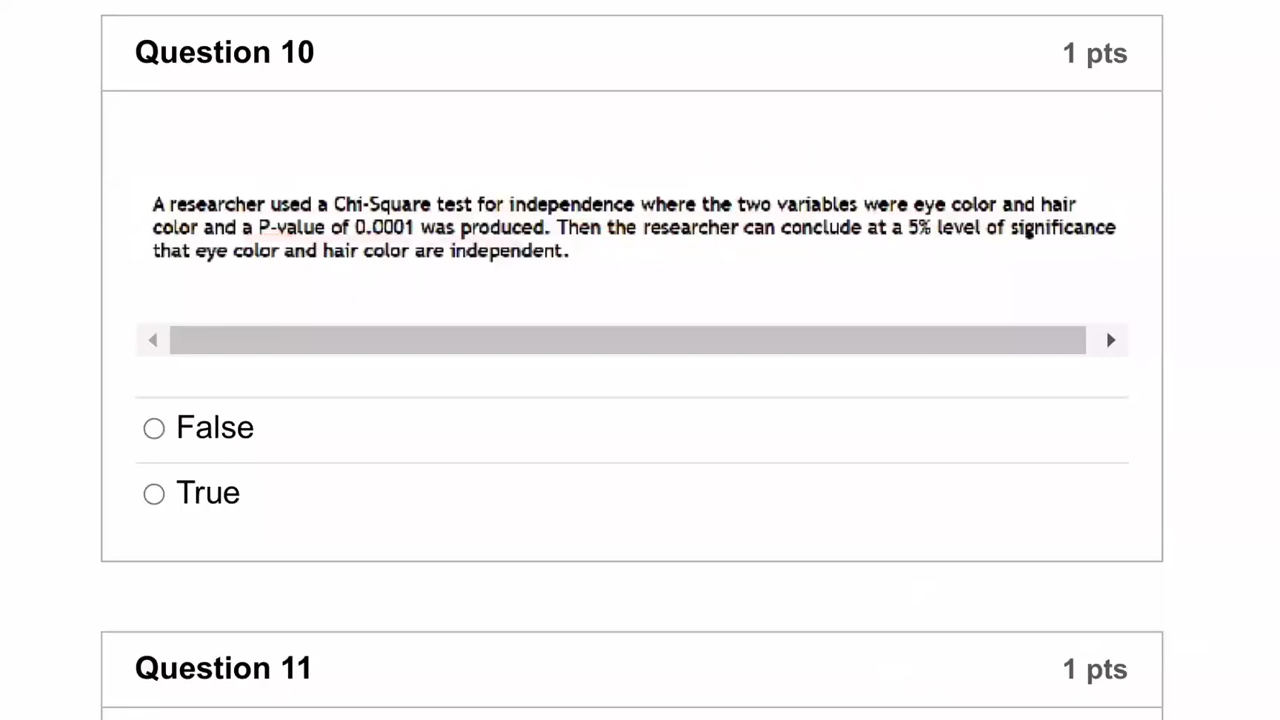 Question 10
1 pts
A researcher used a Chi-Square test for independence where the two variables were eye color and hair
color and a P-value of 0.0001 was produced. Then the researcher can conclude at a 5% level of significance
that eye color and hair color are independent.
False
True
Question 11
1 pts